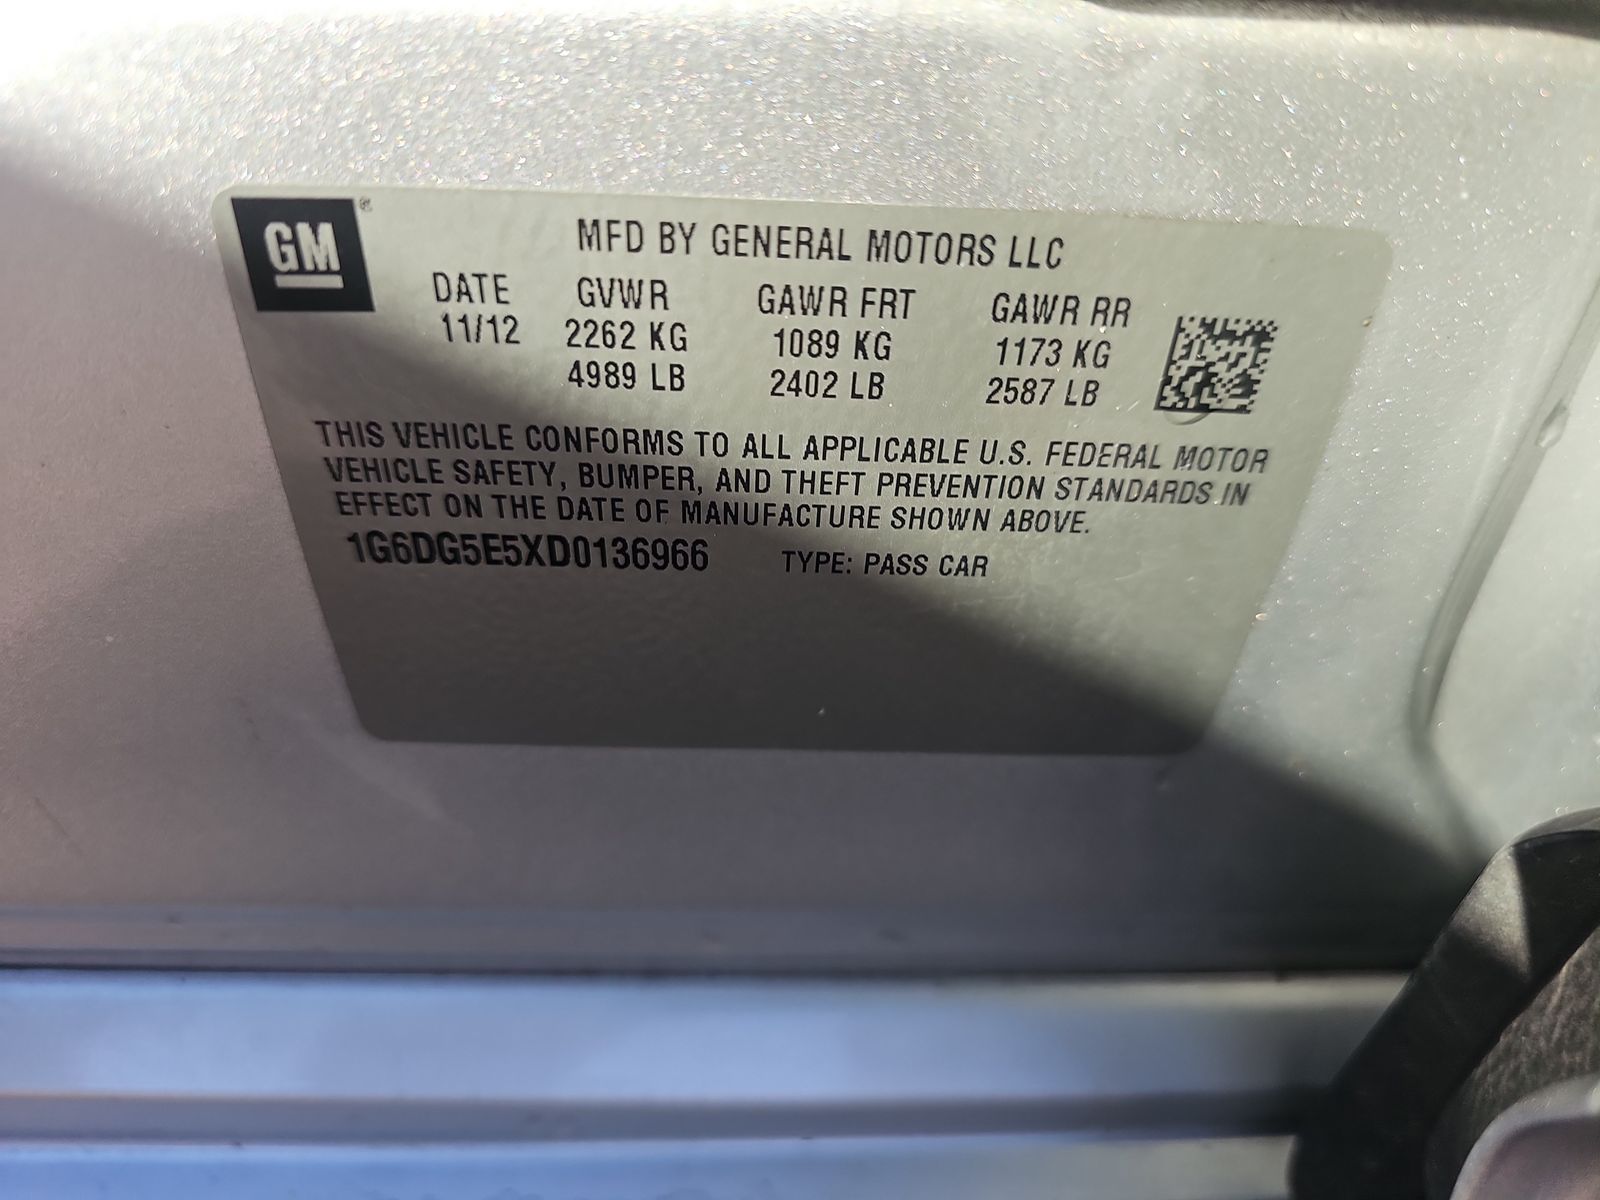 GM®
MFD BY GENERAL MOTORS LLC
DATE GVWR GAWR FRT GAWR RR
11/12 2262 KG 1089 KG 1173 KG
4989 LB 2402 LB 2587 LB
THIS VEHICLE CONFORMS TO ALL APPLICABLE U.S. FEDERAL MOTOR
VEHICLE SAFETY, BUMPER, AND THEFT PREVENTION STANDARDS IN
EFFECT ON THE DATE OF MANUFACTURE SHOWN ABOVE.
1G6DG5E5XD0136966 TYPE: PASS CAR